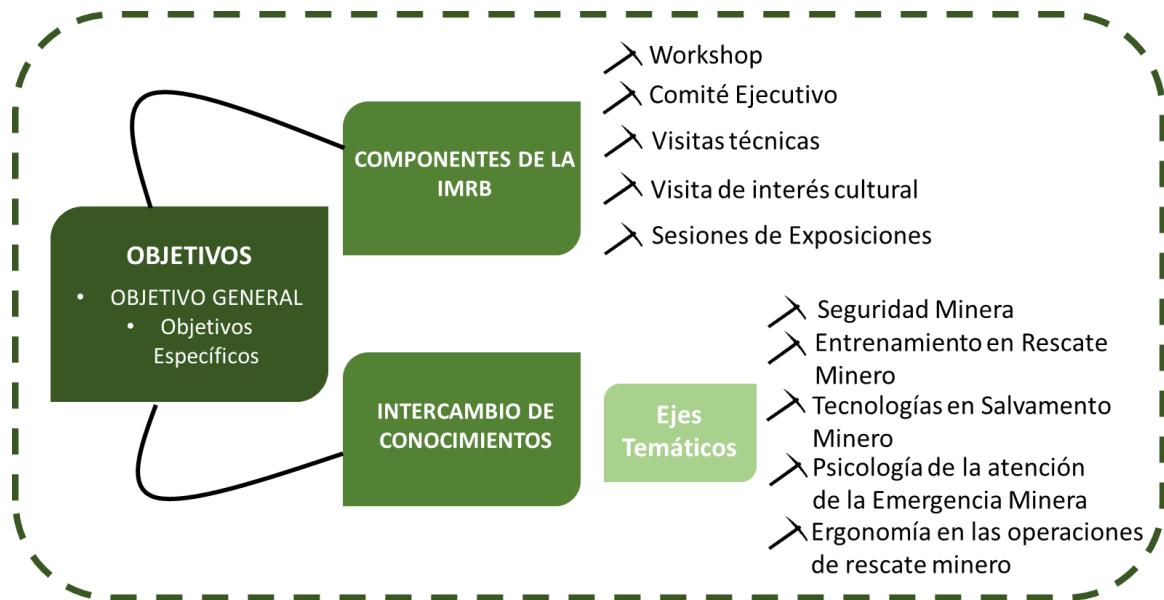 OBJETIVOS
• OBJETIVO GENERAL
• Objetivos
Específicos
COMPONENTES DE LA
IMRB
Workshop
Comité Ejecutivo
Visitas técnicas
Visita de interés cultural
Sesiones de Exposiciones
INTERCAMBIO DE
CONOCIMIENTOS
Ejes
Temáticos
Seguridad Minera
Entrenamiento en Rescate
Minero
Tecnologías en Salvamento
Minero
Psicología de la atención
de la Emergencia Minera
Ergonomía en las operaciones
de rescate minero